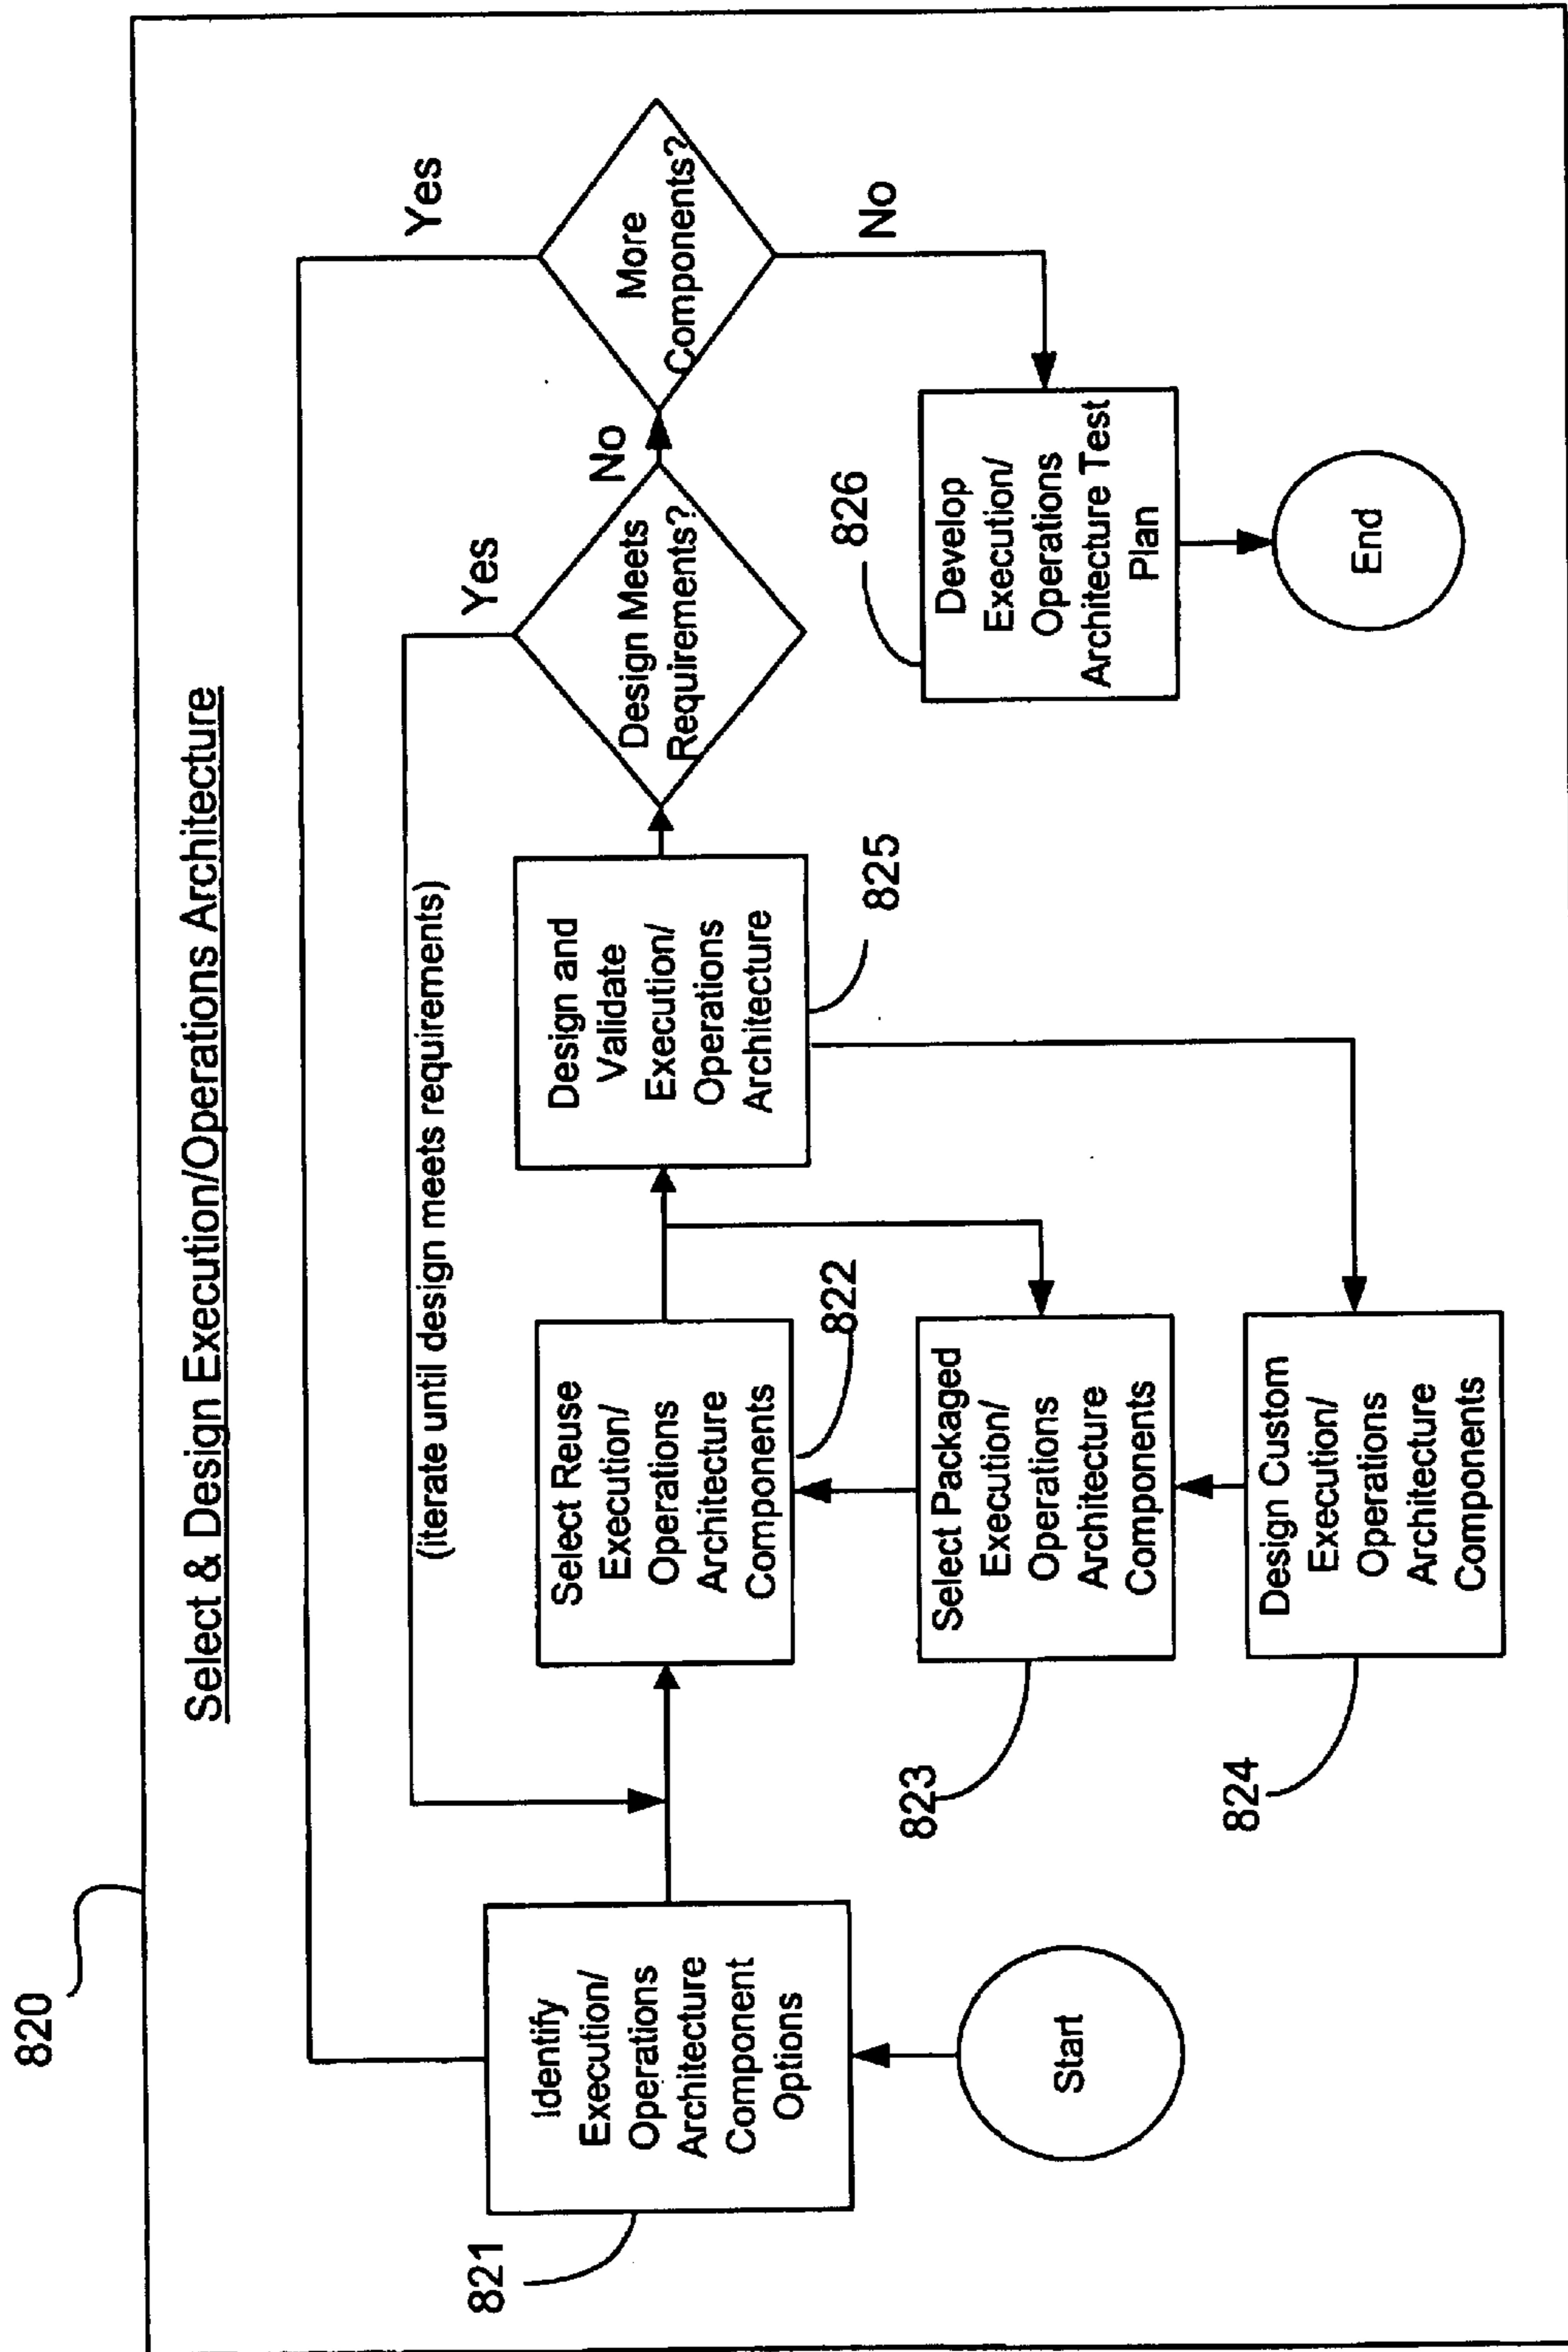 820
Select & Design Execution/Operations Architecture
Yes
(iterate until design meets requirements)
Yes
821
Identify
Execution/
Operations
Architecture
Component
Options
Start
Select Reuse
Execution/
Operations
Architecture
Components
822
823
Select Packaged
Execution/
Operations
Architecture
Components
824
Design Custom
Execution/
Operations
Architecture
Components
Design and
Validate
Execution/
Operations
Architecture
825
Design Meets
Requirements?
No
More
Components?
No
826
Develop
Execution/
Operations
Architecture Test
Plan
End